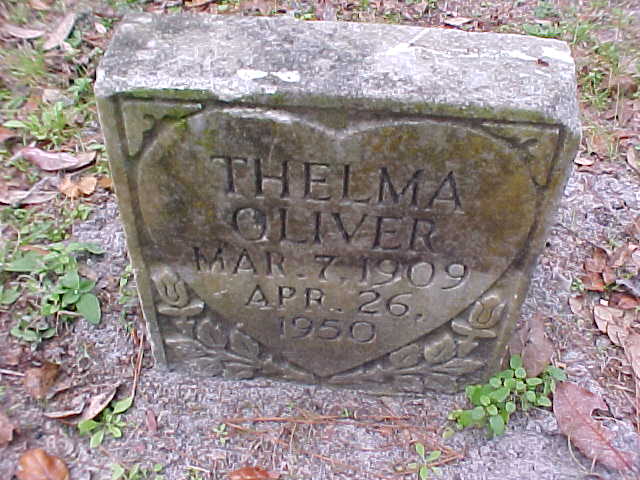 THELMA
OLIVER
MAR. 7, 1909
APR. 26,
1950